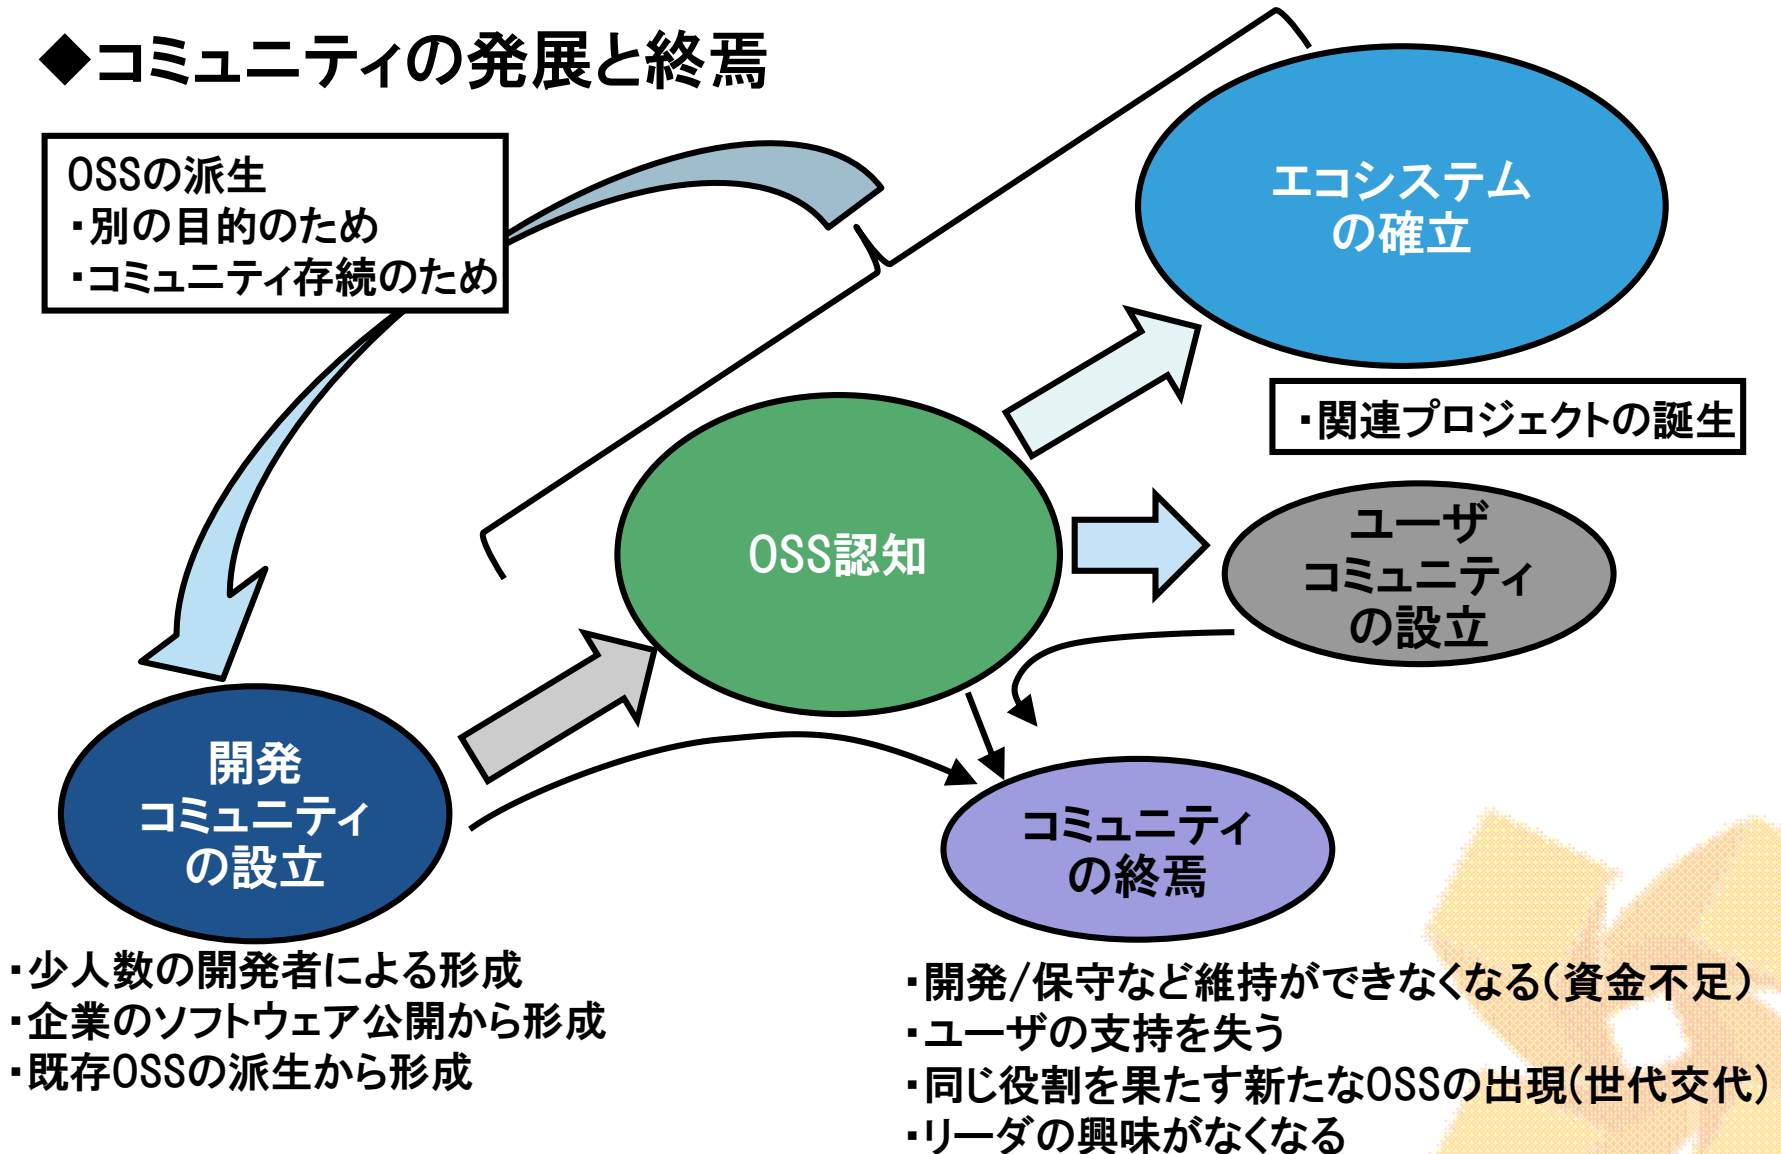 ◆コミュニティの発展と終焉
OSSの派生
・別の目的のため
・コミュニティ存続のため
エコシステム
の確立
・関連プロジェクトの誕生
OSS認知
ユーザ
コミュニティ
の設立
開発
コミュニティ
の設立
コミュニティ
の終焉
・少人数の開発者による形成
・企業のソフトウェア公開から形成
・既存OSSの派生から形成
・開発/保守など維持ができなくなる（資金不足）
・ユーザの支持を失う
・同じ役割を果たす新たなOSSの出現(世代交代)
・リーダの興味がなくなる